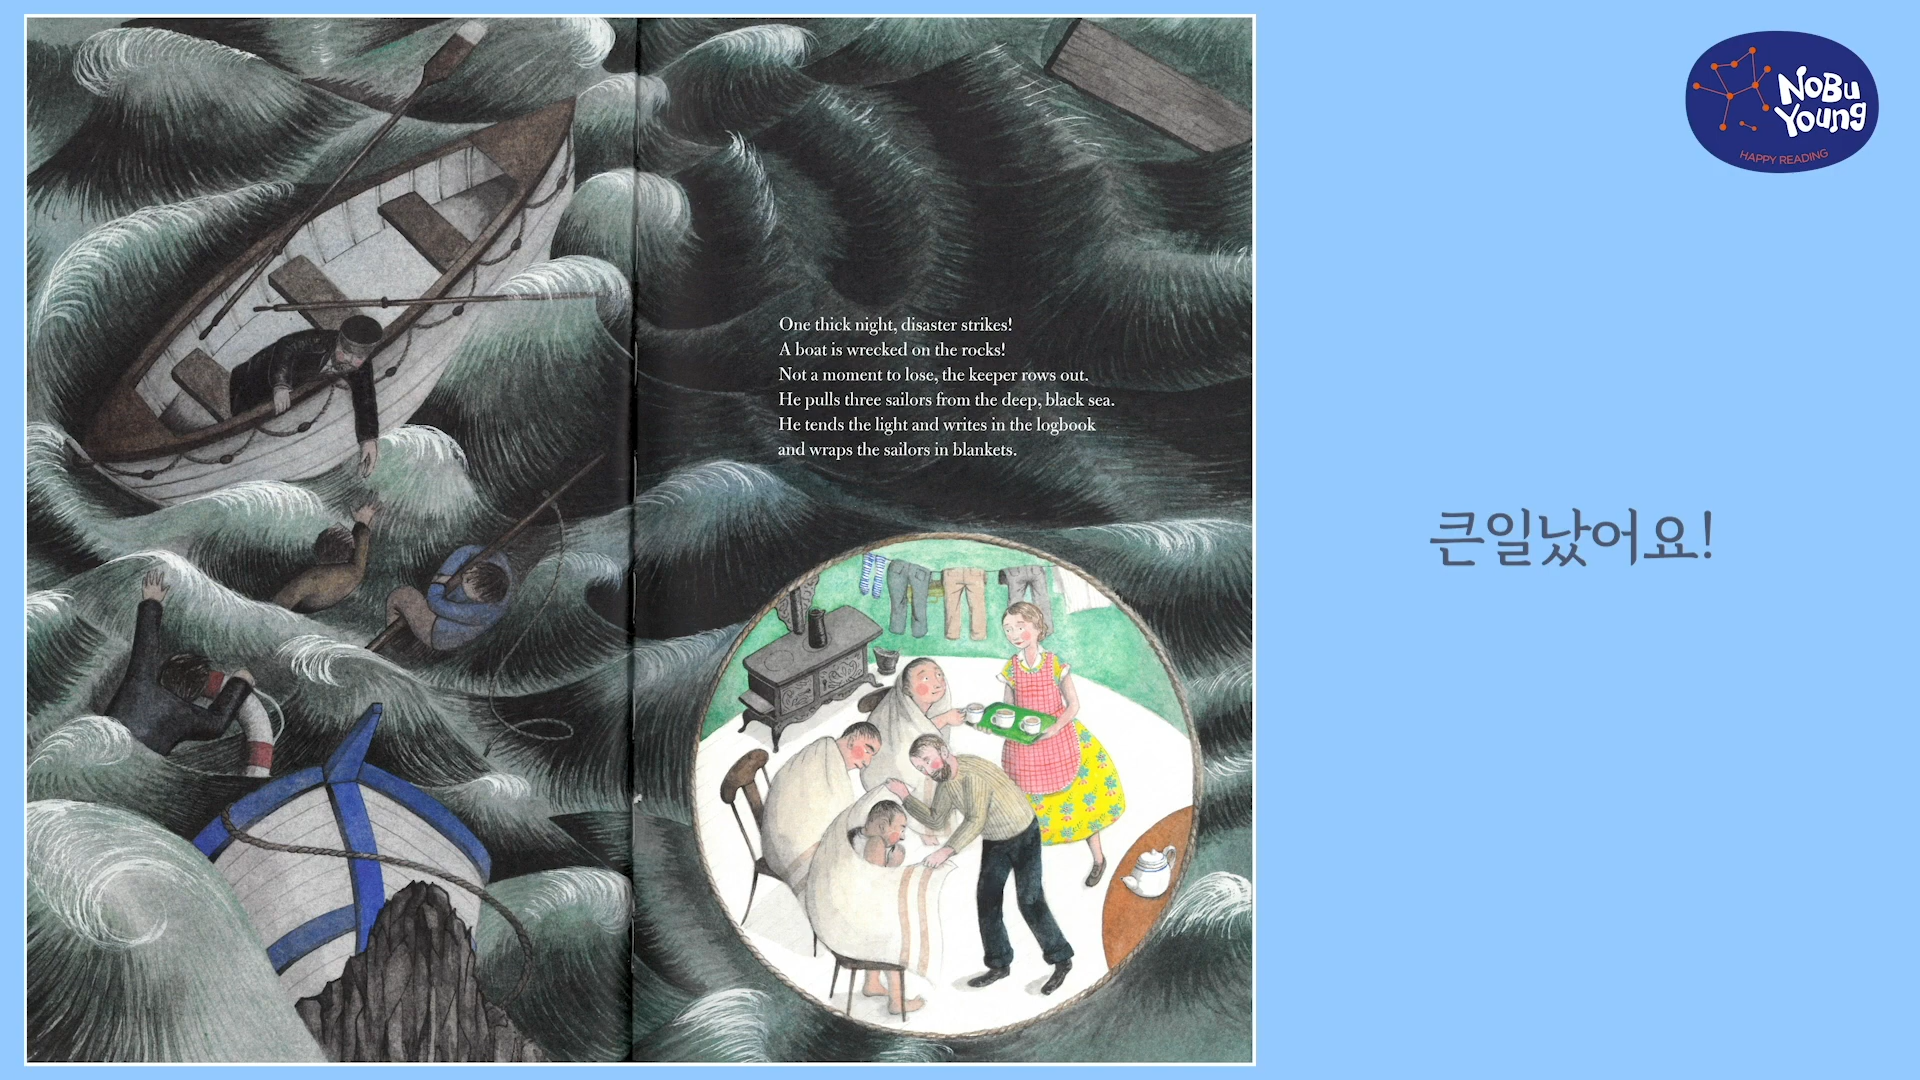 One thick night, disaster strikes!
A boat is wrecked on the rocks!
Not a moment to lose, the keeper rows out.
He pulls three sailors from the deep, black sea.
He tends the light and writes in the logbook
and wraps the sailors in blankets.
큰일났어요!
NoBu
Young
HAPPY READING